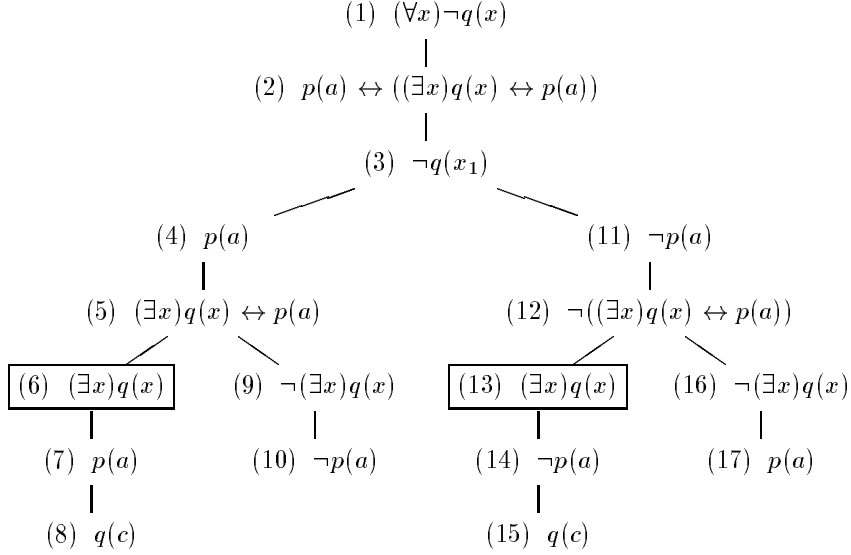 (1) (∀x)¬q(x)
(2) p(a) ↔ ((∃x)q(x) ↔ p(a))
(3) ¬q(x₁)
(4) p(a) (11) ¬p(a)
(5) (∃x)q(x) ↔ p(a) (12) ¬((∃x)q(x) ↔ p(a))
(6) (∃x)q(x) (9) ¬(∃x)q(x) (13) (∃x)q(x) (16) ¬(∃x)q(x)
(7) p(a) (10) ¬p(a) (14) ¬p(a) (17) p(a)
(8) q(c) (15) q(c)